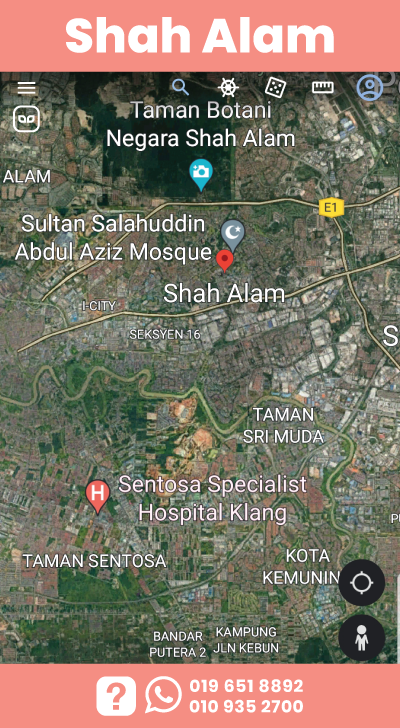 Shah Alam
Taman Botani
Negara Shah Alam
ALAM
E1
Sultan Salahuddin
Abdul Aziz Mosque
Shah Alam
I-CITY
SEKSYEN 16
S
TAMAN
SRI MUDA
H
Sentosa Specialist
Hospital Klang
P
TAMAN SENTOSA
KOTA
KEMUNIN
BANDAR
PUTERA 2
KAMPUNG
JLN KEBUN
?
019 651 8892
010 935 2700